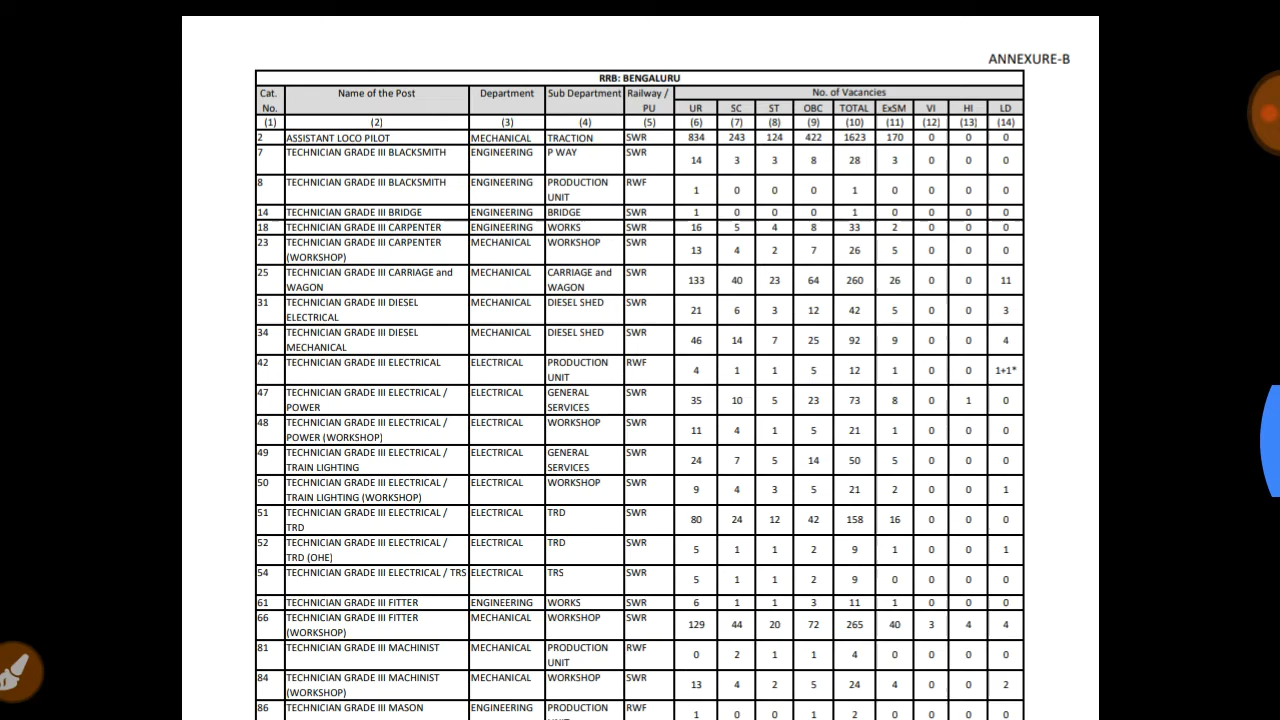 ANNEXURE-B
RRB: BENGALURU
Cat. No. Name of the Post Department Sub Department Railway / PU No. of Vacancies
UR SC ST OBC TOTAL ExSM VI HI LD
(1) (2) (3) (4) (5) (6) (7) (8) (9) (10) (11) (12) (13) (14)
2 ASSISTANT LOCO PILOT MECHANICAL TRACTION SWR 834 243 124 422 1623 170 0 0 0
7 TECHNICIAN GRADE III BLACKSMITH ENGINEERING P WAY SWR 14 3 3 8 28 3 0 0 0
8 TECHNICIAN GRADE III BLACKSMITH ENGINEERING PRODUCTION UNIT RWF 1 0 0 0 1 0 0 0 0
14 TECHNICIAN GRADE III BRIDGE ENGINEERING BRIDGE SWR 1 0 0 0 1 0 0 0 0
18 TECHNICIAN GRADE III CARPENTER ENGINEERING WORKS SWR 16 5 4 8 33 2 0 0 0
23 TECHNICIAN GRADE III CARPENTER (WORKSHOP) MECHANICAL WORKSHOP SWR 13 4 2 7 26 5 0 0 0
25 TECHNICIAN GRADE III CARRIAGE and WAGON MECHANICAL CARRIAGE and WAGON SWR 133 40 23 64 260 26 0 0 11
31 TECHNICIAN GRADE III DIESEL ELECTRICAL MECHANICAL DIESEL SHED SWR 21 6 3 12 42 5 0 0 3
34 TECHNICIAN GRADE III DIESEL MECHANICAL MECHANICAL DIESEL SHED SWR 46 14 7 25 92 9 0 0 4
42 TECHNICIAN GRADE III ELECTRICAL ELECTRICAL PRODUCTION UNIT RWF 4 1 1 5 12 1 0 0 1+1*
47 TECHNICIAN GRADE III ELECTRICAL / POWER ELECTRICAL GENERAL SERVICES SWR 35 10 5 23 73 8 0 1 0
48 TECHNICIAN GRADE III ELECTRICAL / POWER (WORKSHOP) ELECTRICAL WORKSHOP SWR 11 4 1 5 21 1 0 0 0
49 TECHNICIAN GRADE III ELECTRICAL / TRAIN LIGHTING ELECTRICAL GENERAL SERVICES SWR 24 7 5 14 50 5 0 0 0
50 TECHNICIAN GRADE III ELECTRICAL / TRAIN LIGHTING (WORKSHOP) ELECTRICAL WORKSHOP SWR 9 4 3 5 21 2 0 0 1
51 TECHNICIAN GRADE III ELECTRICAL / TRD ELECTRICAL TRD SWR 80 24 12 42 158 16 0 0 0
52 TECHNICIAN GRADE III ELECTRICAL / TRD (OHE) ELECTRICAL TRD SWR 5 1 1 2 9 1 0 0 1
54 TECHNICIAN GRADE III ELECTRICAL / TRS ELECTRICAL TRS SWR 5 1 1 2 9 0 0 0 0
61 TECHNICIAN GRADE III FITTER ENGINEERING WORKS SWR 6 1 1 3 11 1 0 0 0
66 TECHNICIAN GRADE III FITTER (WORKSHOP) MECHANICAL WORKSHOP SWR 129 44 20 72 265 40 3 4 4
81 TECHNICIAN GRADE III MACHINIST MECHANICAL PRODUCTION UNIT RWF 0 2 1 1 4 0 0 0 0
84 TECHNICIAN GRADE III MACHINIST (WORKSHOP) MECHANICAL WORKSHOP SWR 13 4 2 5 24 4 0 0 2
86 TECHNICIAN GRADE III MASON ENGINEERING PRODUCTION UNIT RWF 1 0 0 1 2 0 0 0 0